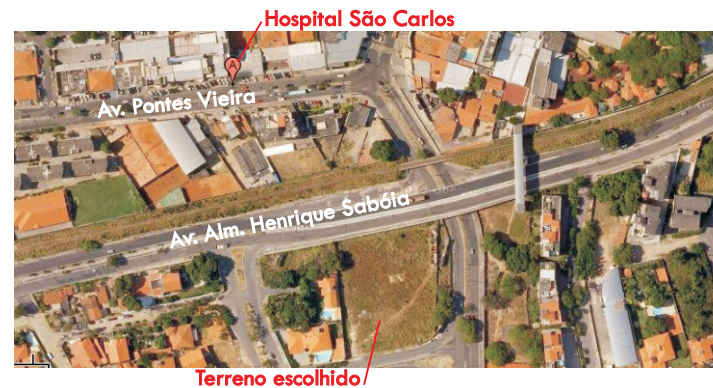 Hospital São Carlos
A
Av. Pontes Vieira
Av. Alm. Henrique Sabóia
Terreno escolhido